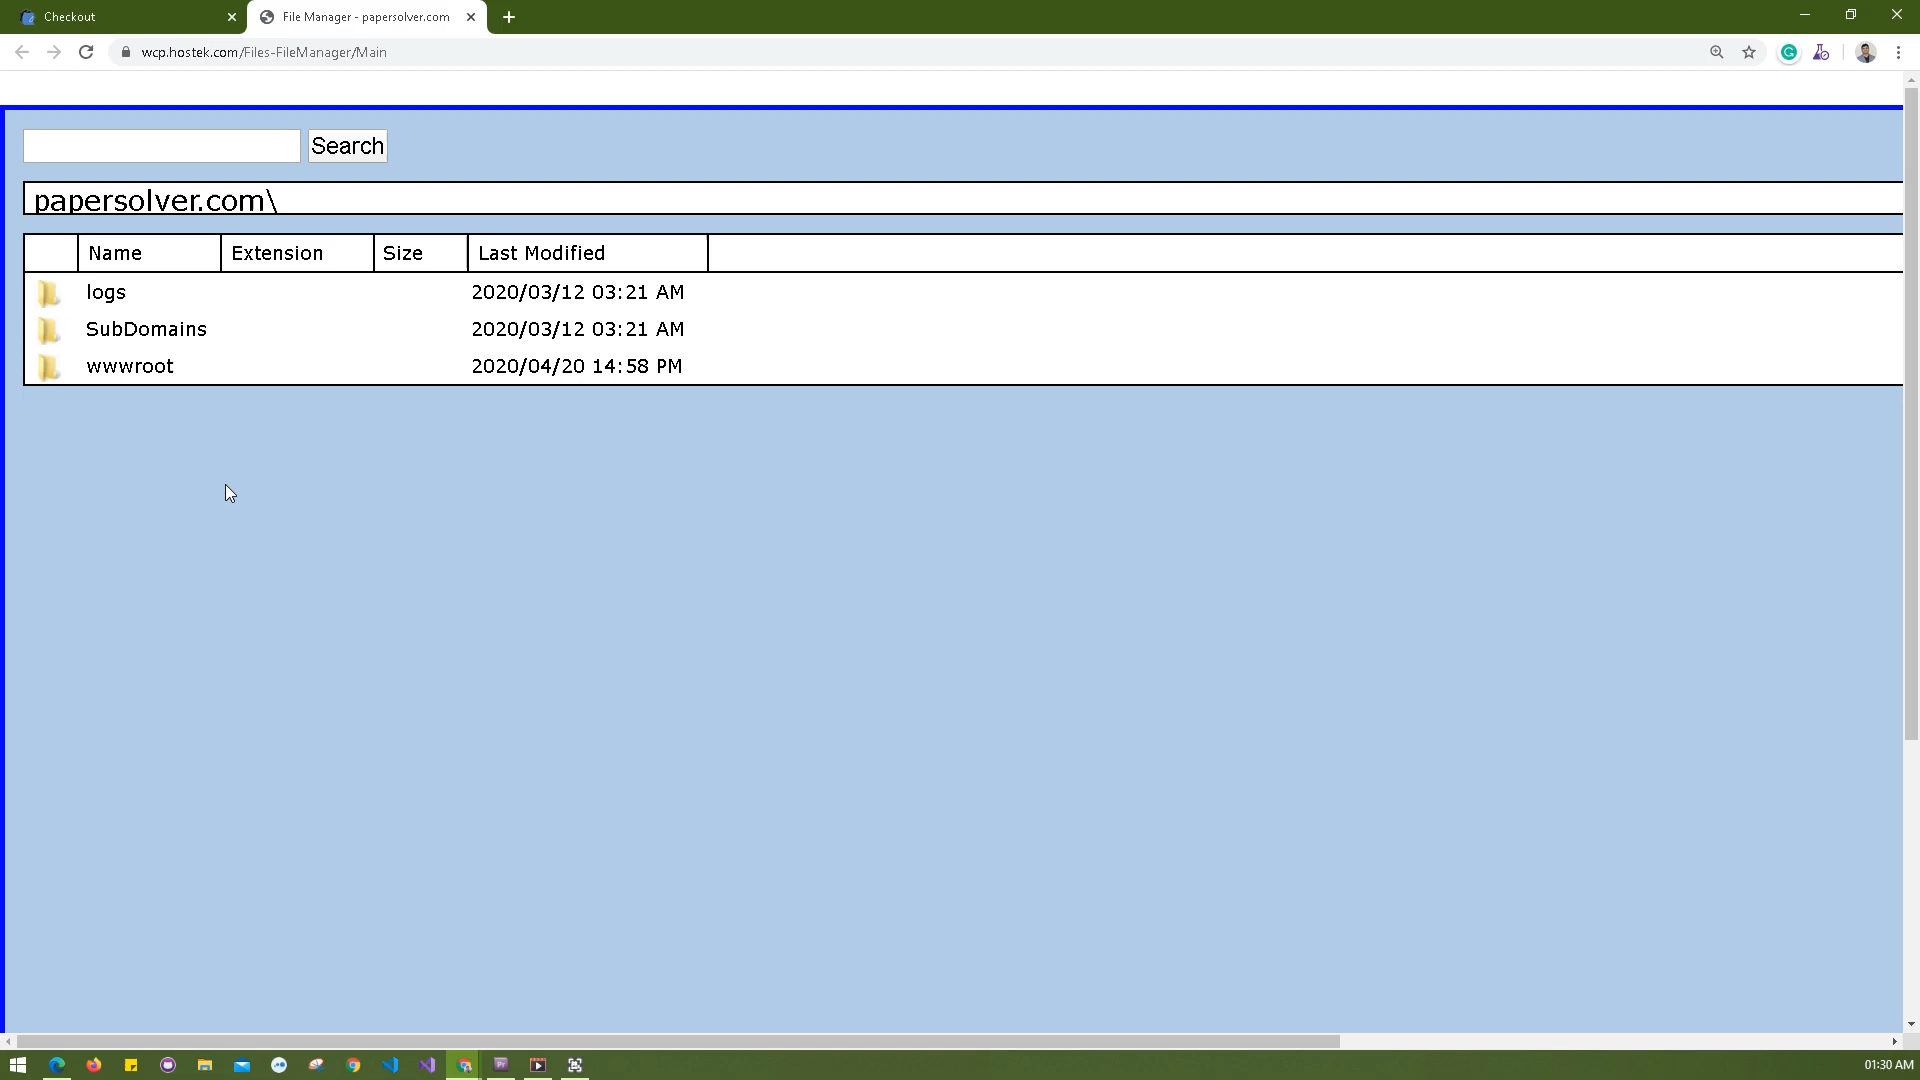 Checkout
File Manager - papersolver.com
wcp.hostek.com/Files-FileManager/Main
Search
papersolver.com\
Name Extension Size Last Modified
logs 2020/03/12 03:21 AM
SubDomains 2020/03/12 03:21 AM
wwwroot 2020/04/20 14:58 PM
Pr
01:30 AM